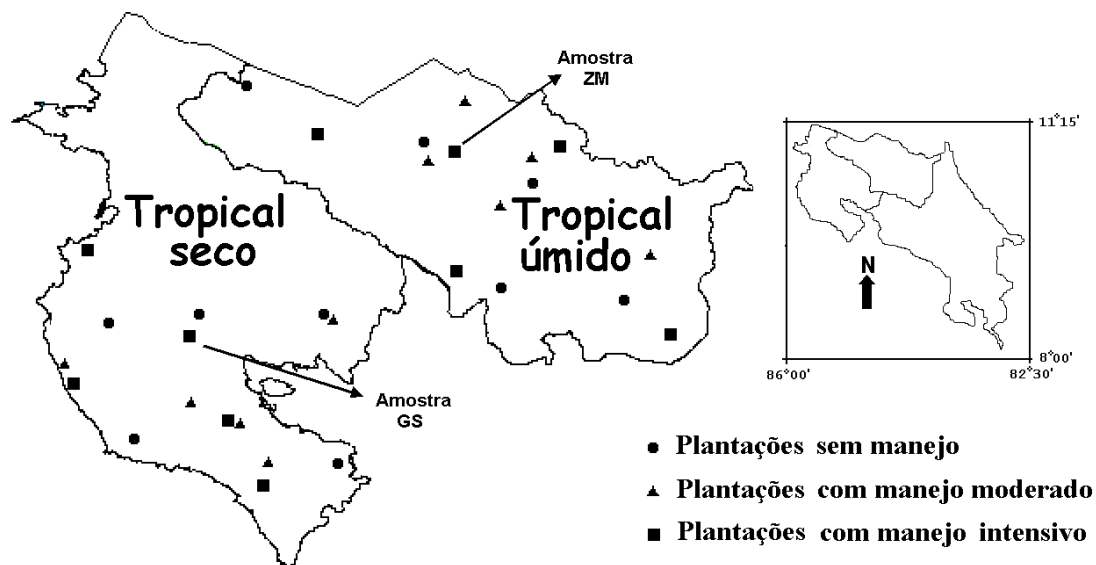 Amostra
ZM
Tropical
seco
Tropical
úmido
Amostra
GS
11°15'
N
8°00'
86°00'
82°30'
Plantações sem manejo
Plantações com manejo moderado
Plantações com manejo intensivo